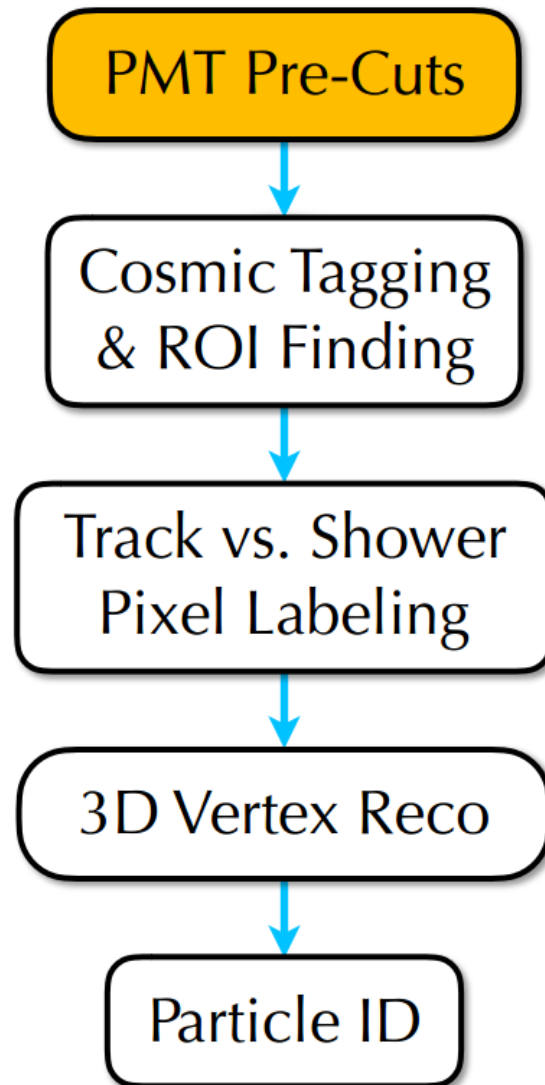 PMT Pre-Cuts
Cosmic Tagging
& ROI Finding
Track vs. Shower
Pixel Labeling
3D Vertex Reco
Particle ID